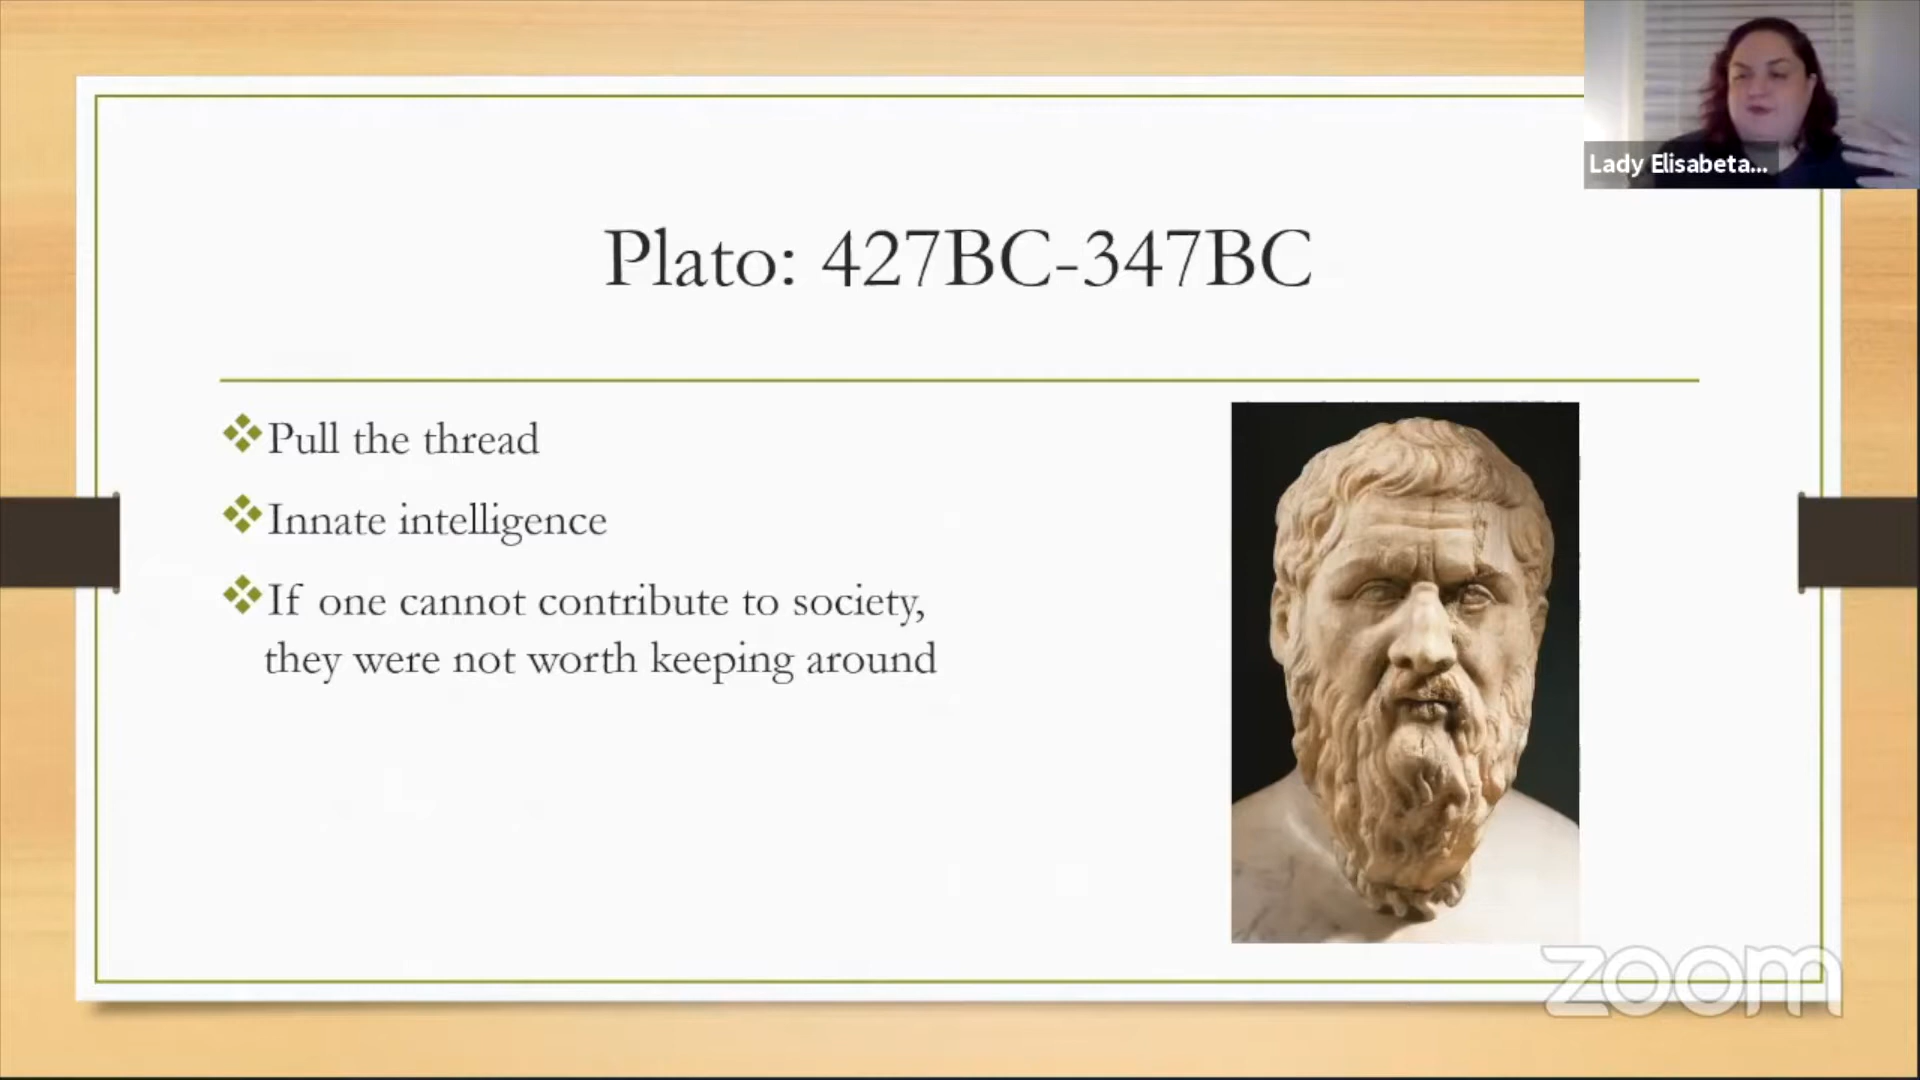 Lady Elisabeta...
Plato: 427BC-347BC
Pull the thread
Innate intelligence
If one cannot contribute to society,
they were not worth keeping around
zoom